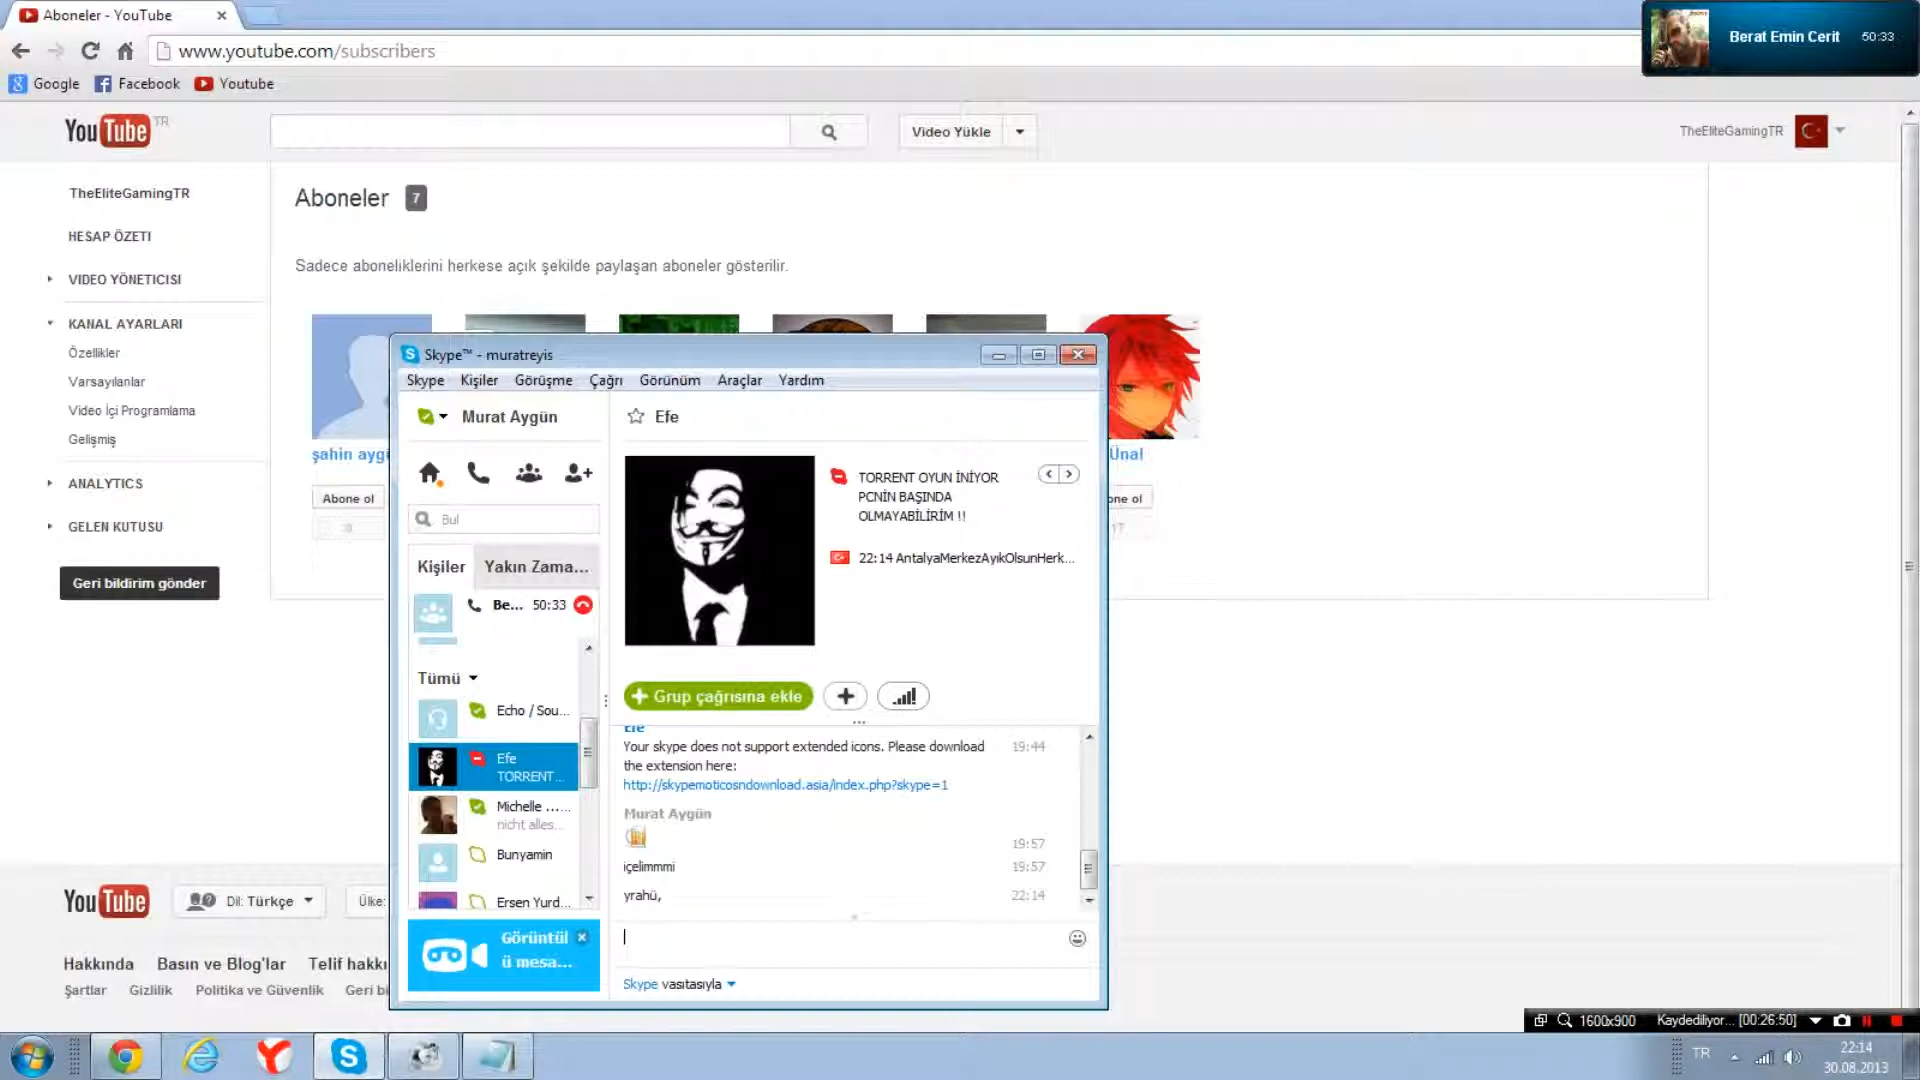 Aboneler - YouTube
www.youtube.com/subscribers
Berat Emin Cerit 50:33
Google Facebook Youtube
YouTube TR
Video Yükle
TheEliteGamingTR
TheEliteGamingTR
HESAP ÖZETI
VIDEO YÖNETICISI
KANAL AYARLARI
Özellikler
Varsayılanlar
Video İçi Programlama
Gelişmiş
ANALYTICS
GELEN KUTUSU
Geri bildirim gönder
Aboneler 7
Sadece aboneliklerini herkese açık şekilde paylaşan aboneler gösterilir.
şahin aygü
Abone ol
Ünal
one ol
17
Skype™ - muratreyis
Skype Kişiler Görüşme Çağrı Görünüm Araçlar Yardım
Murat Aygün
Bul
Kişiler Yakın Zama...
Be... 50:33
Tümü
Echo / Sou...
Efe
TORRENT ...
Michelle ......
nicht alles...
Bunyamin
Ersen Yurd...
Görüntül
ü mesa...
Efe
TORRENT OYUN İNİYOR
PCNİN BAŞINDA
OLMAYABİLİRİM !!
22:14 AntalyaMerkezAyıkOlsunHerk...
Grup çağrısına ekle
Efe
Your skype does not support extended icons. Please download 19:44
the extension here:
http://skypemoticosndownload.asia/index.php?skype=1
Murat Aygün
19:57
içelimmmi 19:57
yrahü, 22:14
Skype vasıtasıyla
YouTube
Dil: Türkçe
Ülke:
Hakkında Basın ve Blog'lar Telif hakkı
Şartlar Gizlilik Politika ve Güvenlik Geri bi
1600x900 Kaydediliyor... [00:26:50]
TR
22:14
30.08.2013